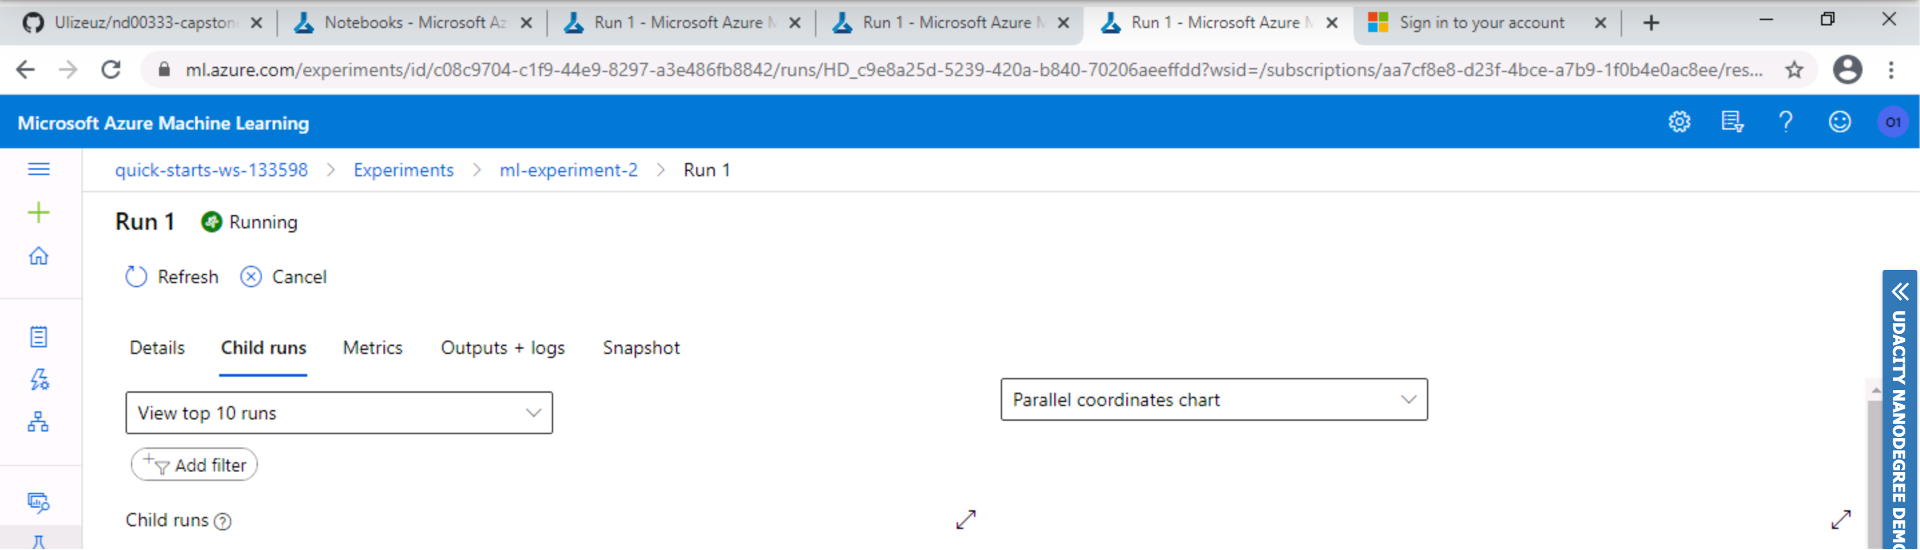 Ulizeuz/nd00333-capston
Notebooks - Microsoft Az
Run 1 - Microsoft Azure M
Run 1 - Microsoft Azure M
Run 1 - Microsoft Azure M
Sign in to your account
ml.azure.com/experiments/id/c08c9704-c1f9-44e9-8297-a3e486fb8842/runs/HD_c9e8a25d-5239-420a-b840-70206aeeffdd?wsid=/subscriptions/aa7cf8e8-d23f-4bce-a7b9-1f0b4e0ac8ee/res...
Microsoft Azure Machine Learning
O1
quick-starts-ws-133598 > Experiments > ml-experiment-2 > Run 1
Run 1 Running
Refresh Cancel
Details Child runs Metrics Outputs + logs Snapshot
View top 10 runs
Parallel coordinates chart
Add filter
Child runs
UDACITY NANODEGREE DEMO